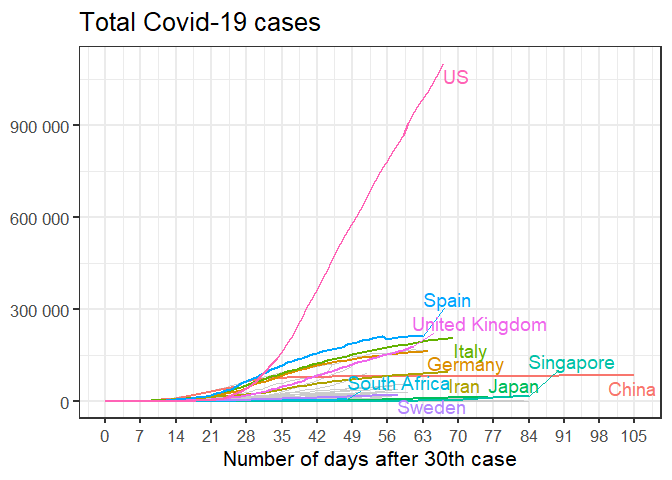 Total Covid-19 cases
US
900 000
600 000
300 000
0
Spain
United Kingdom
Italy
Germany
Singapore
South Africa
Iran
Japan
China
Sweden
0 7 14 21 28 35 42 49 56 63 70 77 84 91 98 105
Number of days after 30th case